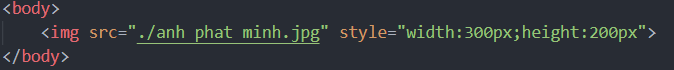 <body>
<img src="./anh phat minh.jpg" style="width:300px;height:200px">
</body>